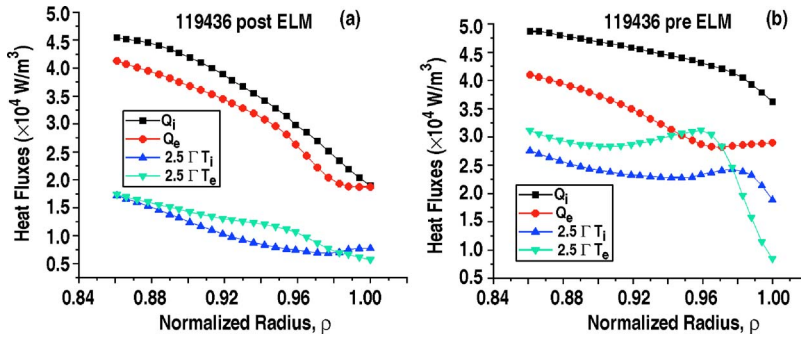 119436 post ELM (a)
Heat Fluxes (×10⁴ W/m³)
5.0
4.5
4.0
3.5
3.0
2.5
2.0
1.5
1.0
0.5
Qi
Qe
2.5 Γ Ti
2.5 Γ Te
0.84 0.88 0.92 0.96 1.00
Normalized Radius, ρ
119436 pre ELM (b)
Heat Fluxes (×10⁴ W/m³)
5.0
4.5
4.0
3.5
3.0
2.5
2.0
1.5
1.0
0.5
Qi
Qe
2.5 Γ Ti
2.5 Γ Te
0.84 0.88 0.92 0.96 1.00
Normalized Radius, ρ